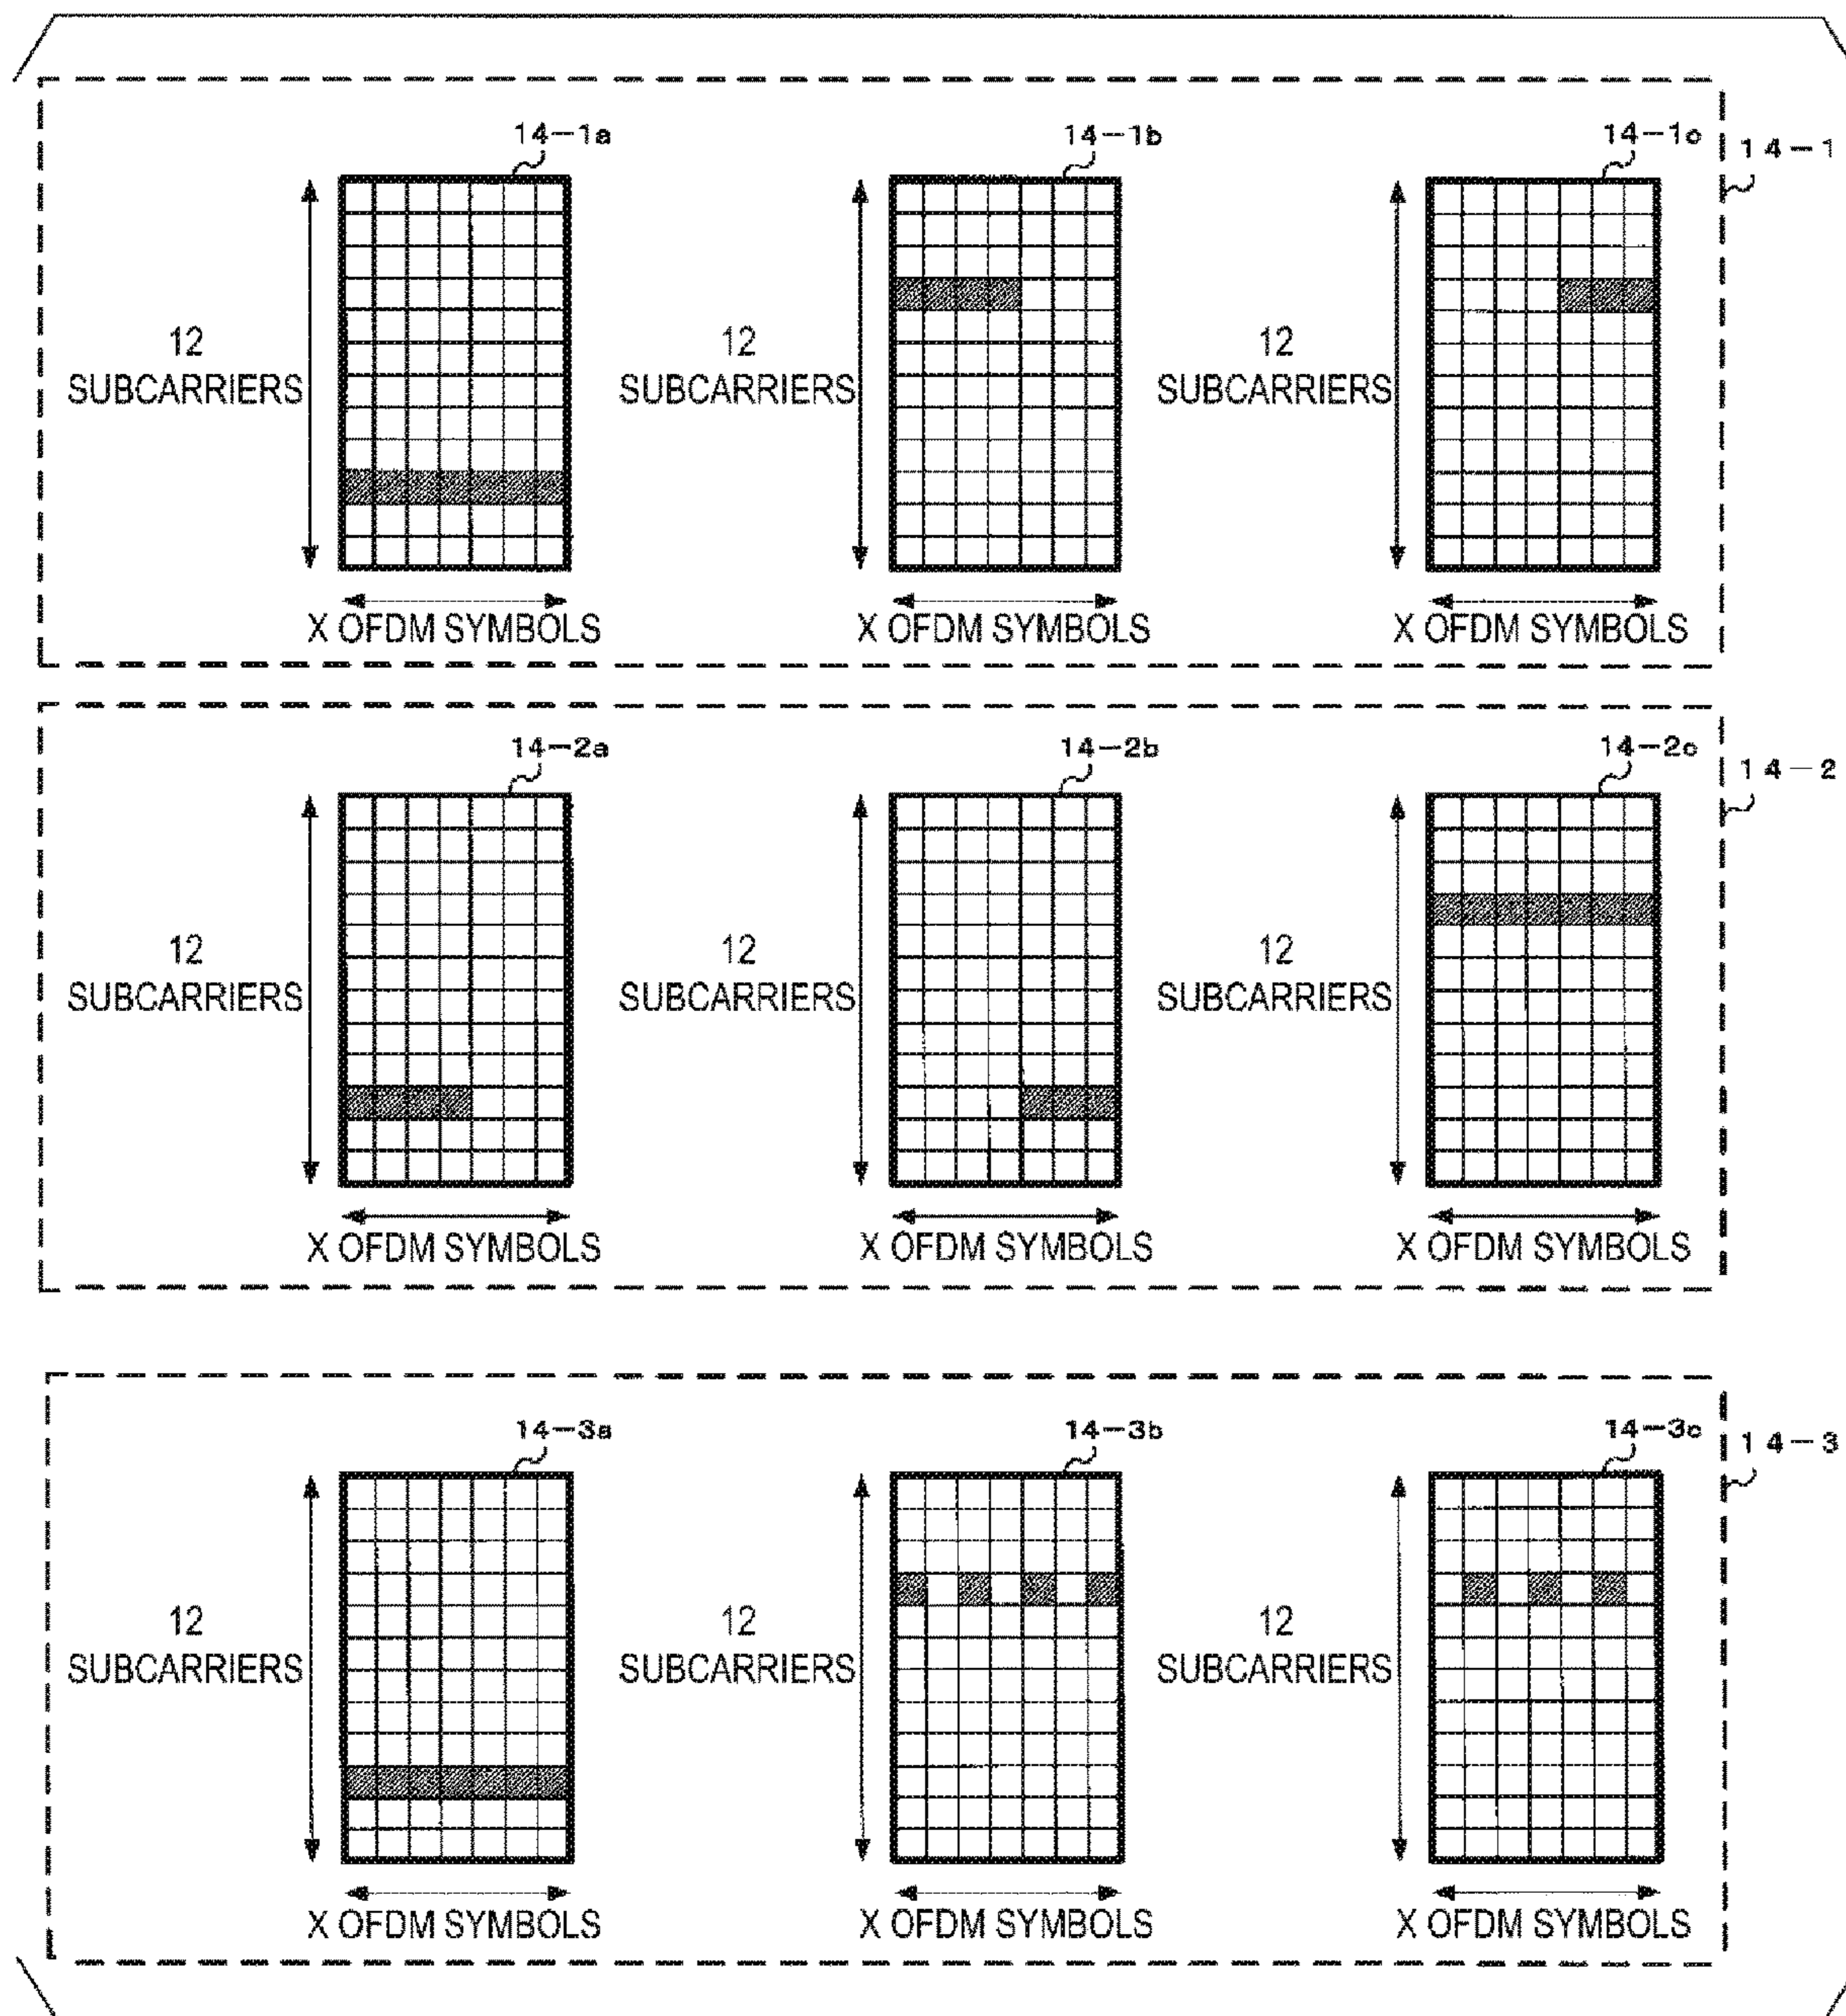 14-1a
14-1b
14-1c
14-1
12
SUBCARRIERS
12
SUBCARRIERS
12
SUBCARRIERS
X OFDM SYMBOLS
X OFDM SYMBOLS
X OFDM SYMBOLS
14-2a
14-2b
14-2c
14-2
12
SUBCARRIERS
12
SUBCARRIERS
12
SUBCARRIERS
X OFDM SYMBOLS
X OFDM SYMBOLS
X OFDM SYMBOLS
14-3a
14-3b
14-3c
14-3
12
SUBCARRIERS
12
SUBCARRIERS
12
SUBCARRIERS
X OFDM SYMBOLS
X OFDM SYMBOLS
X OFDM SYMBOLS